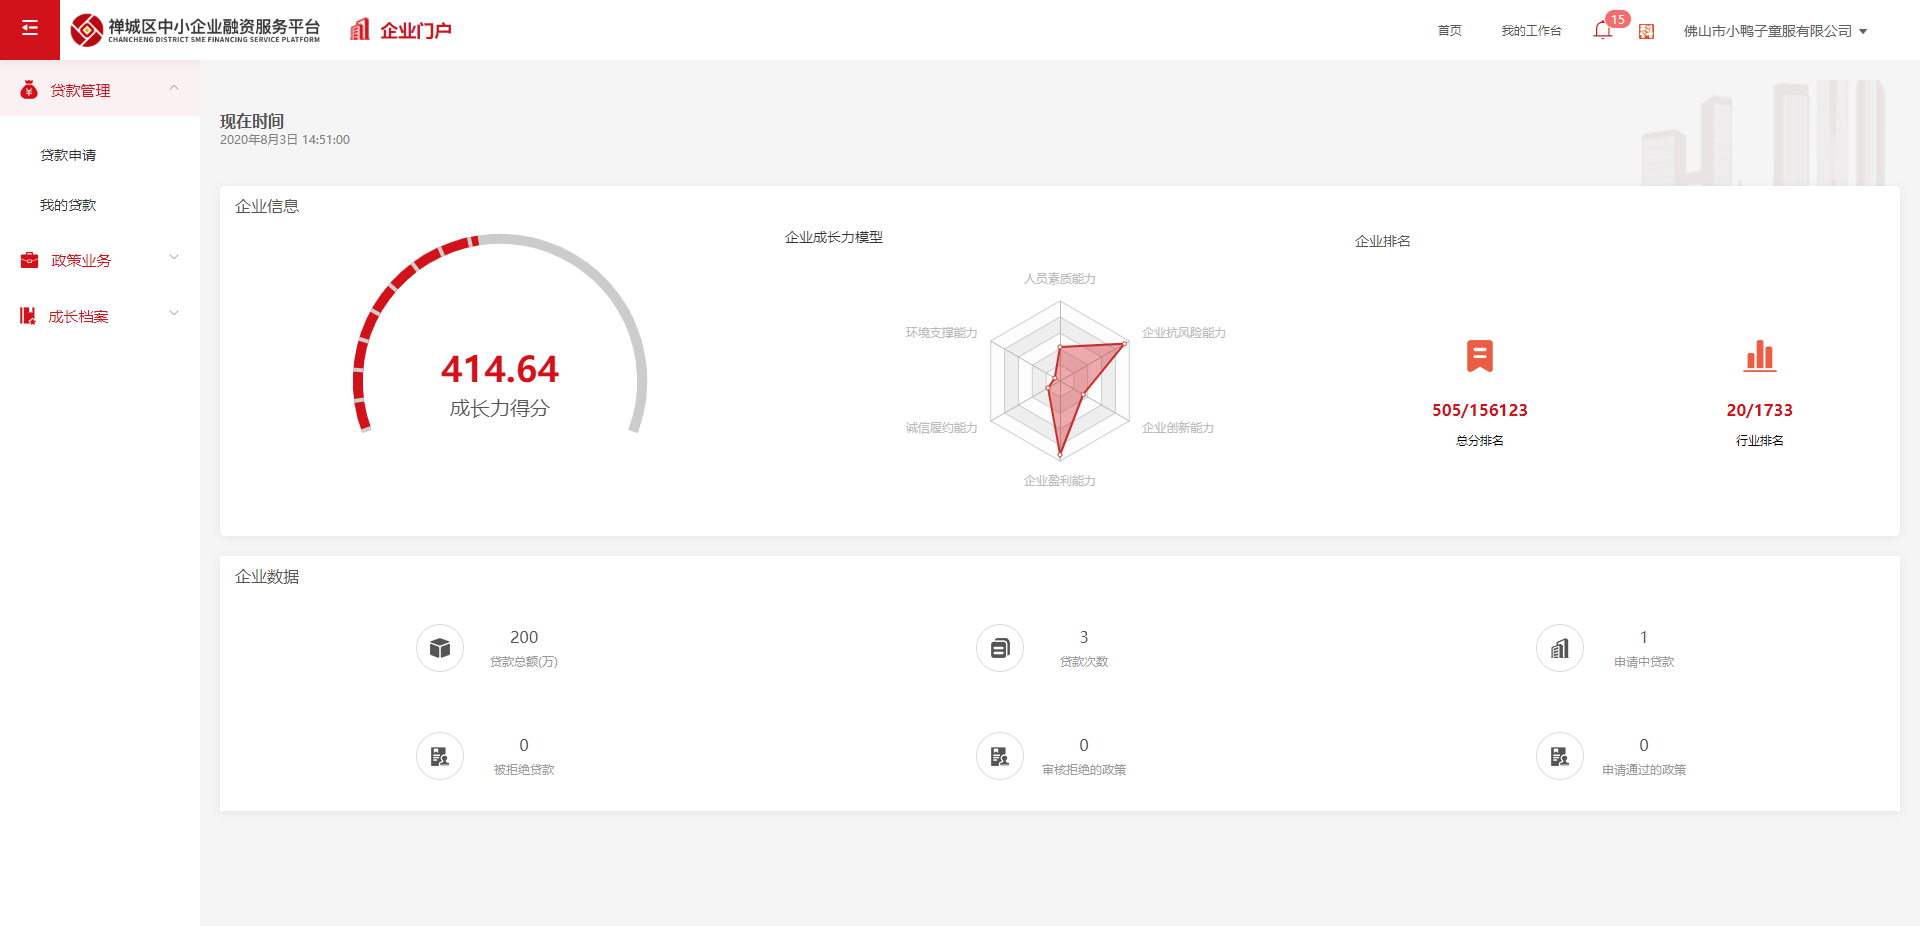 禅城区中小企业融资服务平台
CHANCHENG DISTRICT SME FINANCING SERVICE PLATFORM
企业门户
首页
我的工作台
15
佛山市小鸭子童服有限公司
贷款管理
贷款申请
我的贷款
政策业务
成长档案
现在时间
2020年8月3日 14:51:00
企业信息
414.64
成长力得分
企业成长力模型
人员素质能力
环境支撑能力
企业抗风险能力
诚信履约能力
企业创新能力
企业盈利能力
企业排名
505/156123
总分排名
20/1733
行业排名
企业数据
200
贷款总额(万)
3
贷款次数
1
申请中贷款
0
被拒绝贷款
0
审核拒绝的政策
0
申请通过的政策